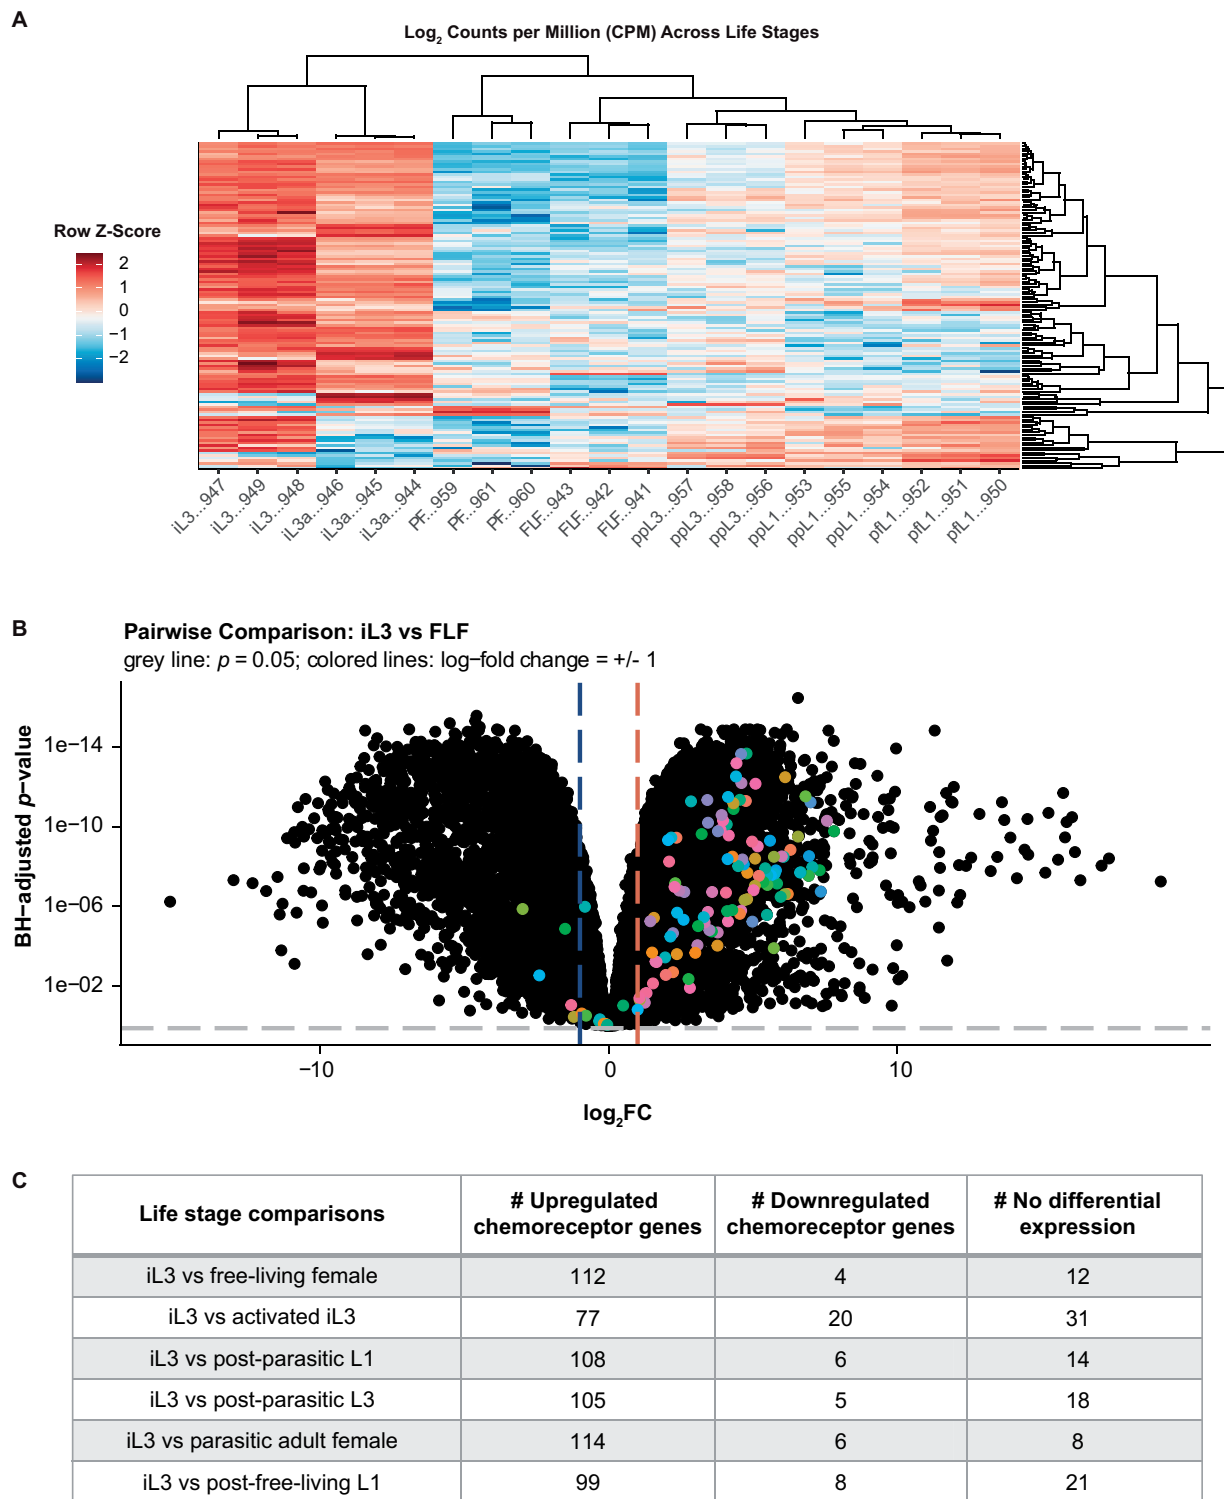 A
Log2 Counts per Million (CPM) Across Life Stages
Row Z-Score
2
1
0
−1
−2
iL3...947
iL3...949
iL3...948
iL3a...946
iL3a...945
iL3a...944
PF...959
PF...961
PF...960
FLF...943
FLF...942
FLF...941
ppL3...957
ppL3...958
ppL3...956
ppL1...953
ppL1...955
ppL1...954
pfL1...952
pfL1...951
pfL1...950
B
Pairwise Comparison: iL3 vs FLF
grey line: p = 0.05; colored lines: log−fold change = +/- 1
BH−adjusted p−value
1e−14
1e−10
1e−06
1e−02
−10
0
10
log2FC
C
Life stage comparisons
# Upregulated
chemoreceptor genes
# Downregulated
chemoreceptor genes
# No differential
expression
iL3 vs free-living female 112 4 12
iL3 vs activated iL3 77 20 31
iL3 vs post-parasitic L1 108 6 14
iL3 vs post-parasitic L3 105 5 18
iL3 vs parasitic adult female 114 6 8
iL3 vs post-free-living L1 99 8 21